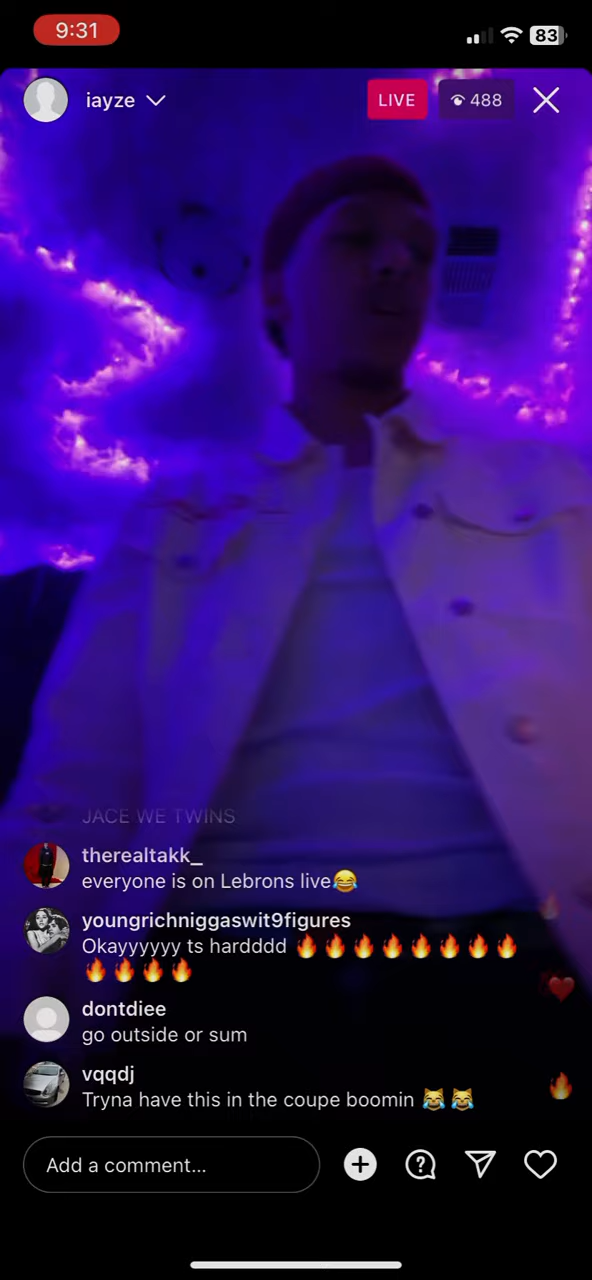 9:31
83
iayze
LIVE
488
JACE WE TWINS
therealtakk_
everyone is on Lebrons live😂
youngrichniggaswit9figures
Okayyyyyy ts hardddd 🔥🔥🔥🔥🔥🔥🔥🔥
🔥🔥🔥🔥
dontdiee
go outside or sum
vqqdj
Tryna have this in the coupe boomin 😹😹
Add a comment...